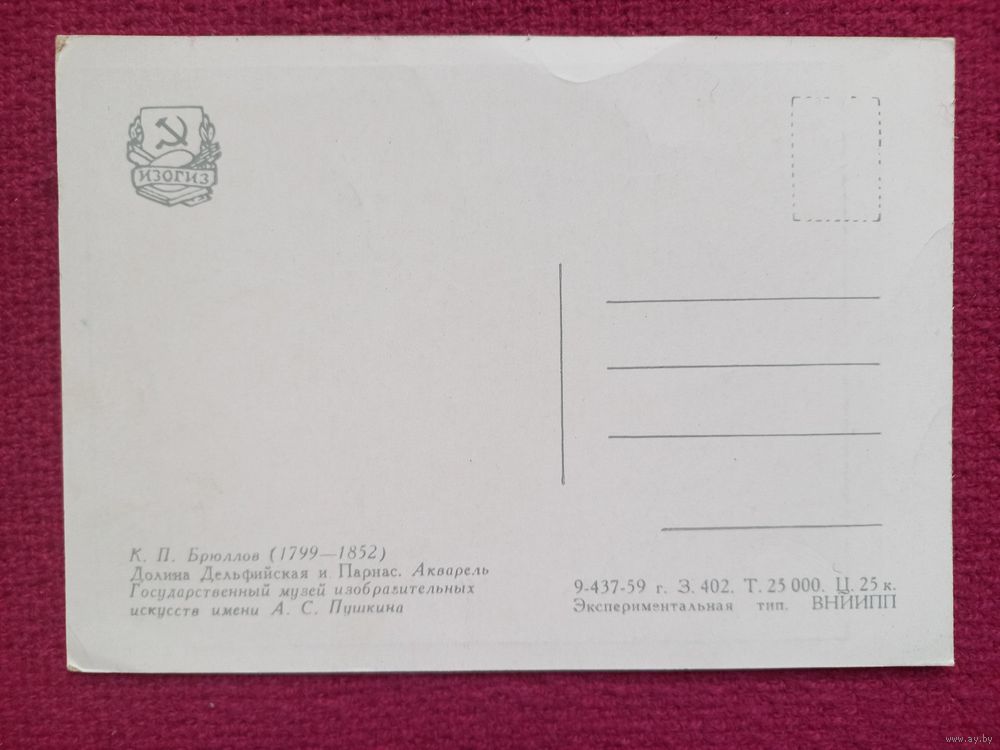 ИЗОГИЗ
К. П. Брюллов (1799—1852)
Долина Дельфийская и Парнас. Акварель
Государственный музей изобразительных
искусств имени А. С. Пушкина
9-437-59 г. З. 402. Т. 25 000. Ц. 25 к.
Экспериментальная тип. ВНИИПП
www.ay.by